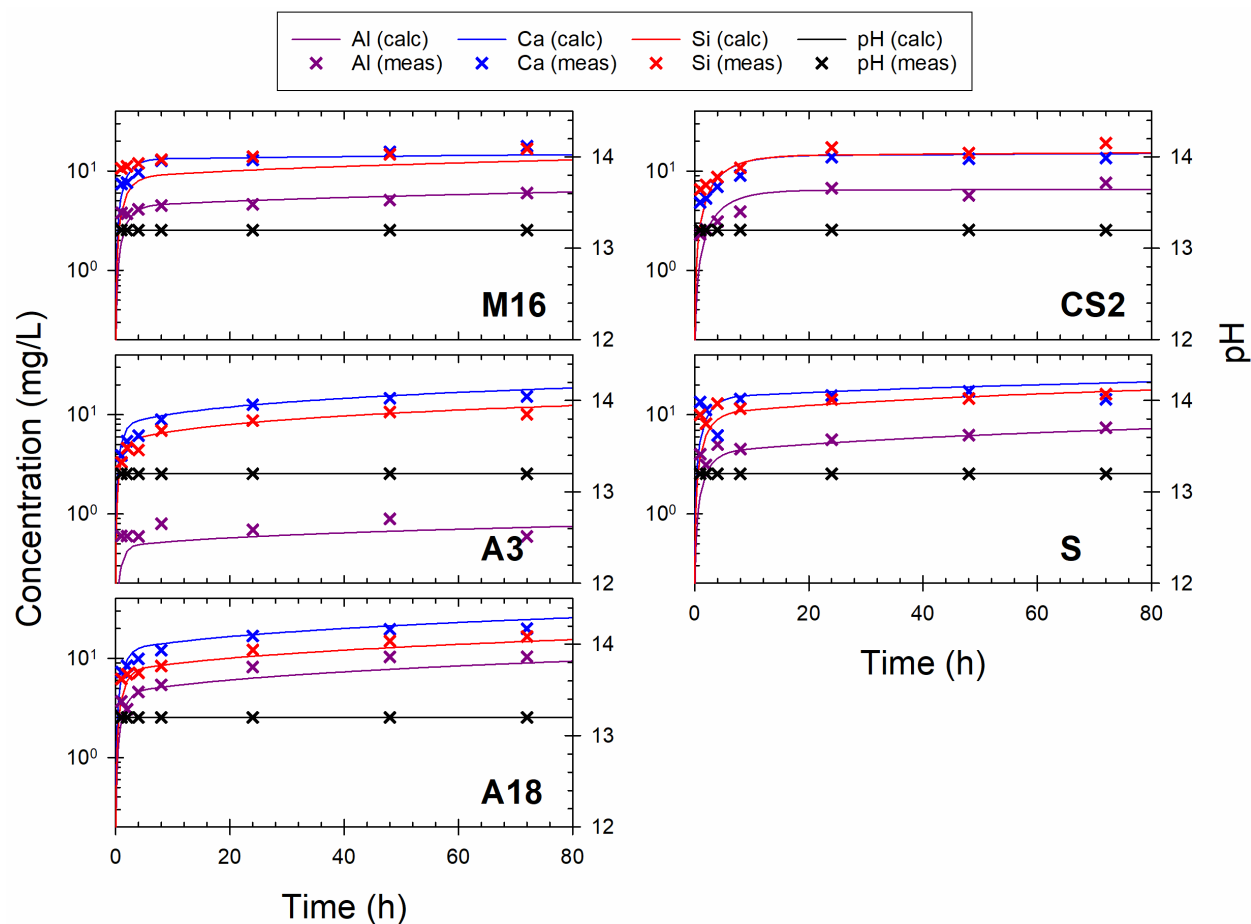 Al (calc) Ca (calc) Si (calc) pH (calc)
Al (meas) Ca (meas) Si (meas) pH (meas)
Concentration (mg/L)
10¹
10⁰
M16
10¹
10⁰
14
13
12
CS2
pH
10¹
10⁰
14
13
12
A3
10¹
10⁰
14
13
12
S
0 20 40 60 80
Time (h)
10¹
10⁰
14
13
12
A18
0 20 40 60 80
Time (h)
14
13
12